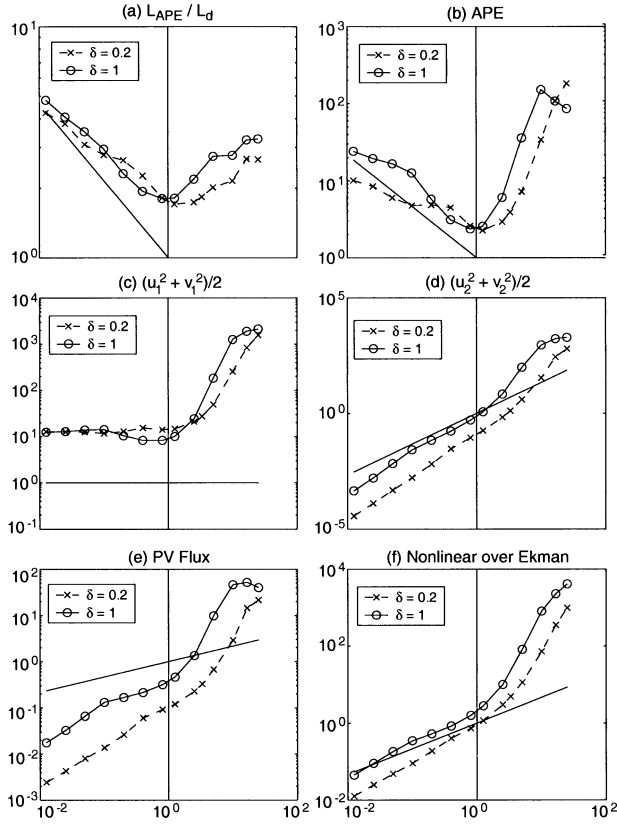 (a) L_APE / L_d
10^1
10^0
δ = 0.2
δ = 1
(b) APE
10^3
10^2
10^1
10^0
δ = 0.2
δ = 1
(c) (u_1^2 + v_1^2)/2
10^4
10^3
10^2
10^1
10^0
10^-1
δ = 0.2
δ = 1
(d) (u_2^2 + v_2^2)/2
10^5
10^0
10^-5
δ = 0.2
δ = 1
(e) PV Flux
10^2
10^1
10^0
10^-1
10^-2
10^-3
δ = 0.2
δ = 1
10^-2
10^0
10^2
(f) Nonlinear over Ekman
10^4
10^2
10^0
10^-2
δ = 0.2
δ = 1
10^-2
10^0
10^2